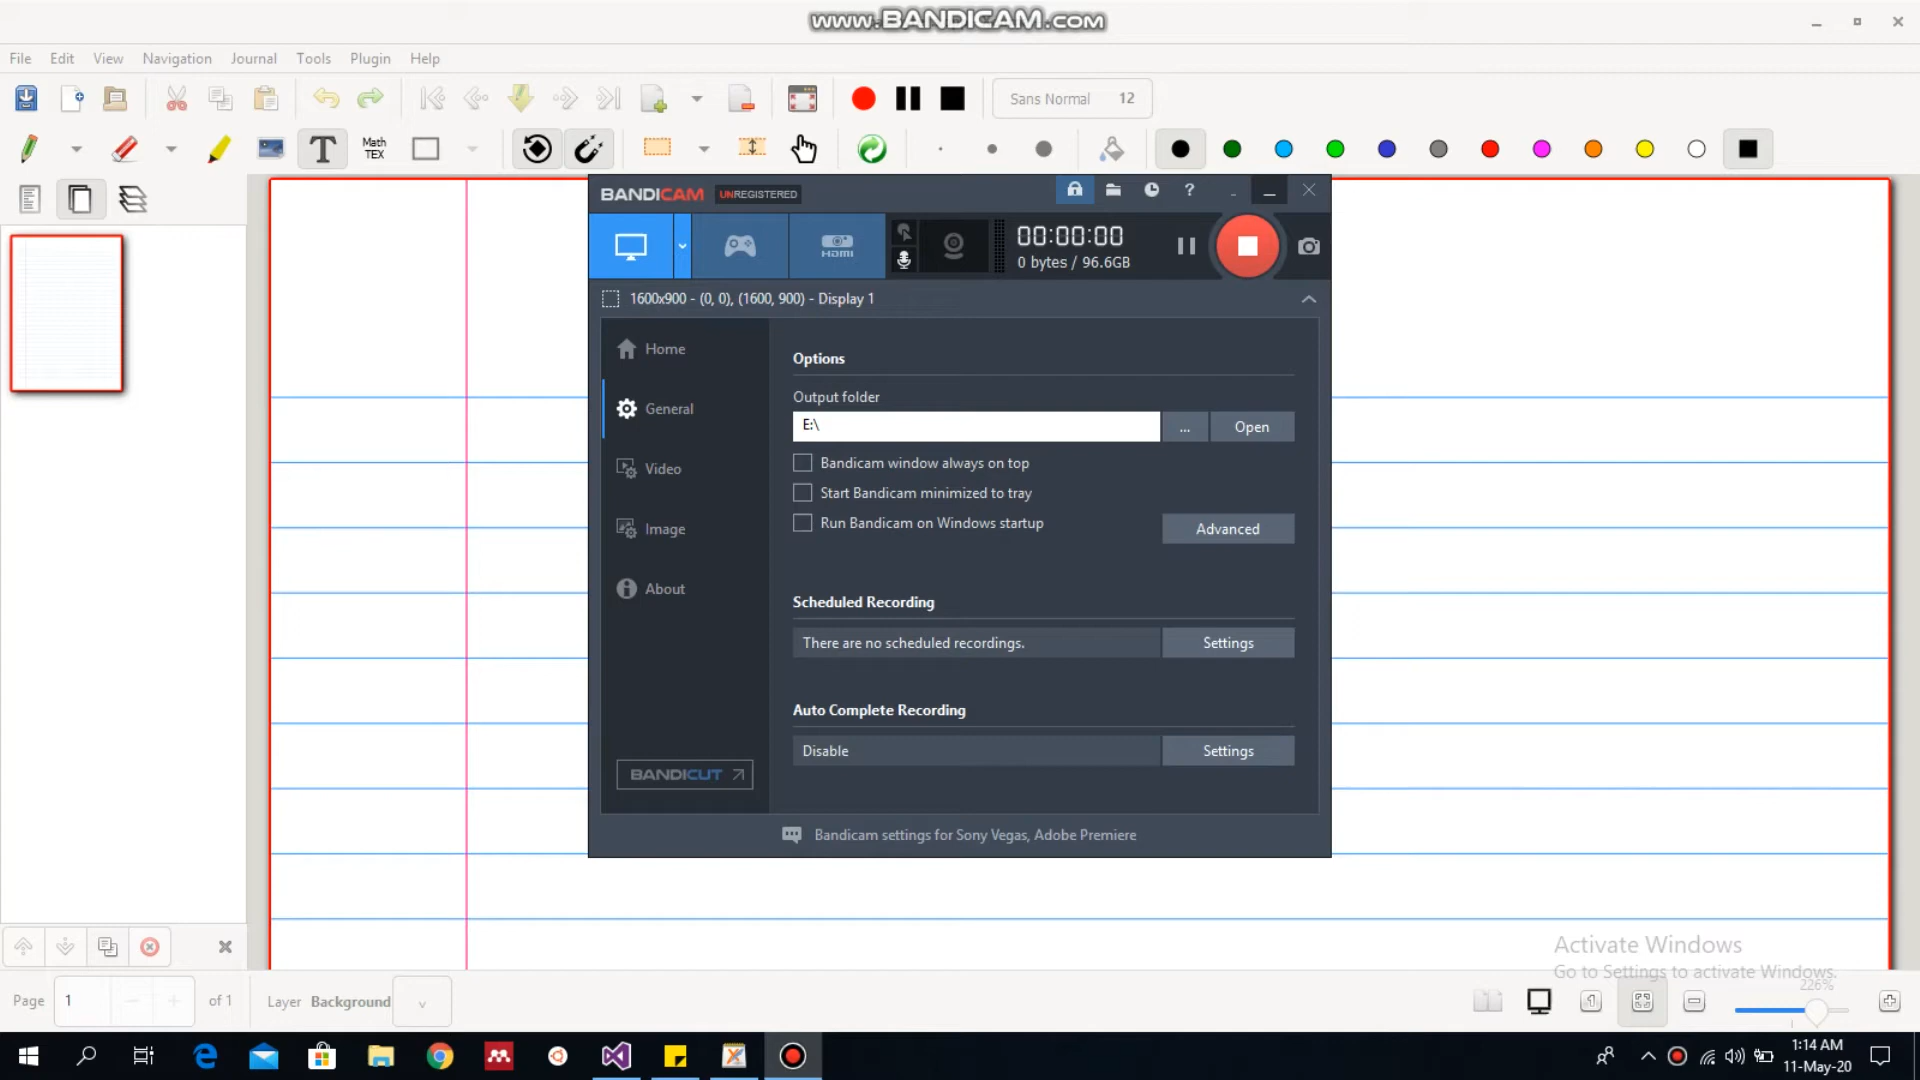 www.BANDICAM.com
File Edit View Navigation Journal Tools Plugin Help
Sans Normal 12
Math
TEX
BANDICAM UNREGISTERED
?
HDMI
00:00:00
0 bytes / 96.6GB
1600x900 - (0, 0), (1600, 900) - Display 1
Home
General
Video
Image
About
BANDICUT
Options
Output folder
E:\
...
Open
Bandicam window always on top
Start Bandicam minimized to tray
Run Bandicam on Windows startup
Advanced
Scheduled Recording
There are no scheduled recordings.
Settings
Auto Complete Recording
Disable
Settings
Bandicam settings for Sony Vegas, Adobe Premiere
Activate Windows
Go to Settings to activate Windows.
226%
Page 1 of 1 Layer Background
1:14 AM
11-May-20